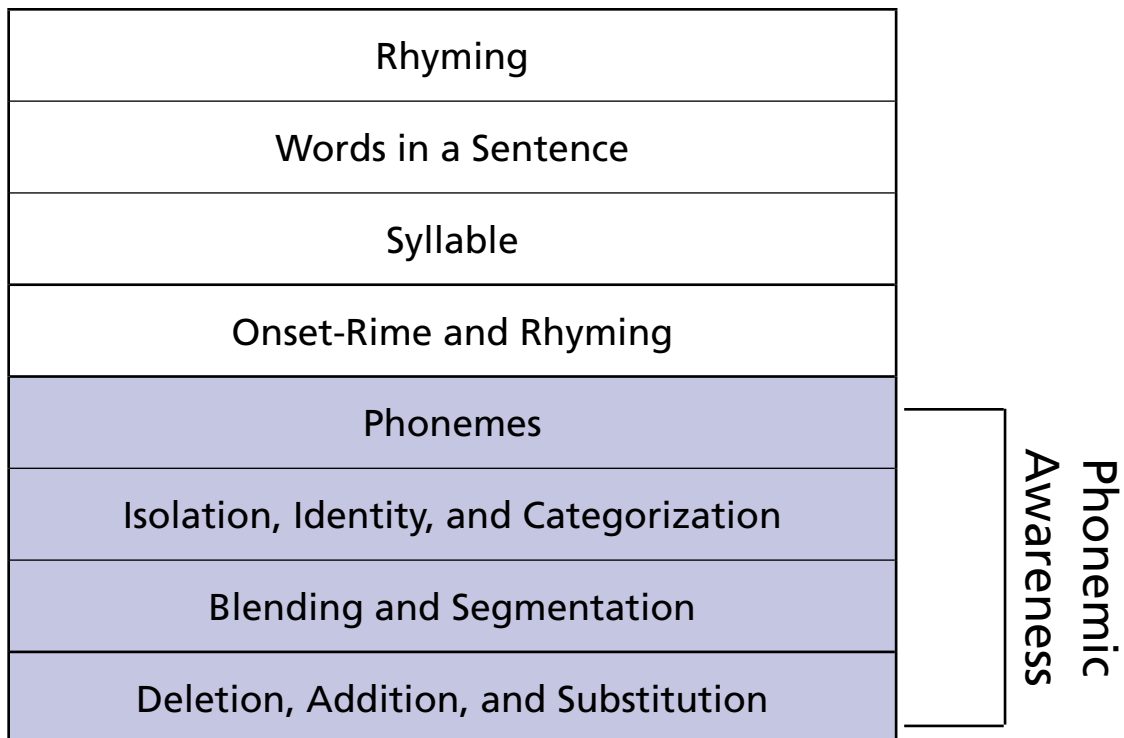 Rhyming
Words in a Sentence
Syllable
Onset-Rime and Rhyming
Phonemes
Isolation, Identity, and Categorization
Blending and Segmentation
Deletion, Addition, and Substitution
Phonemic
Awareness